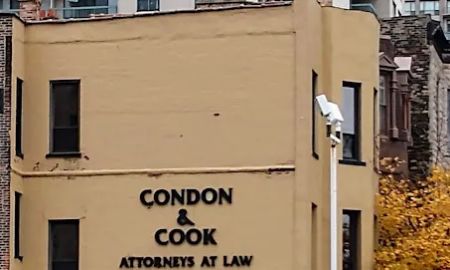 CONDON
&
COOK
ATTORNEYS AT LAW